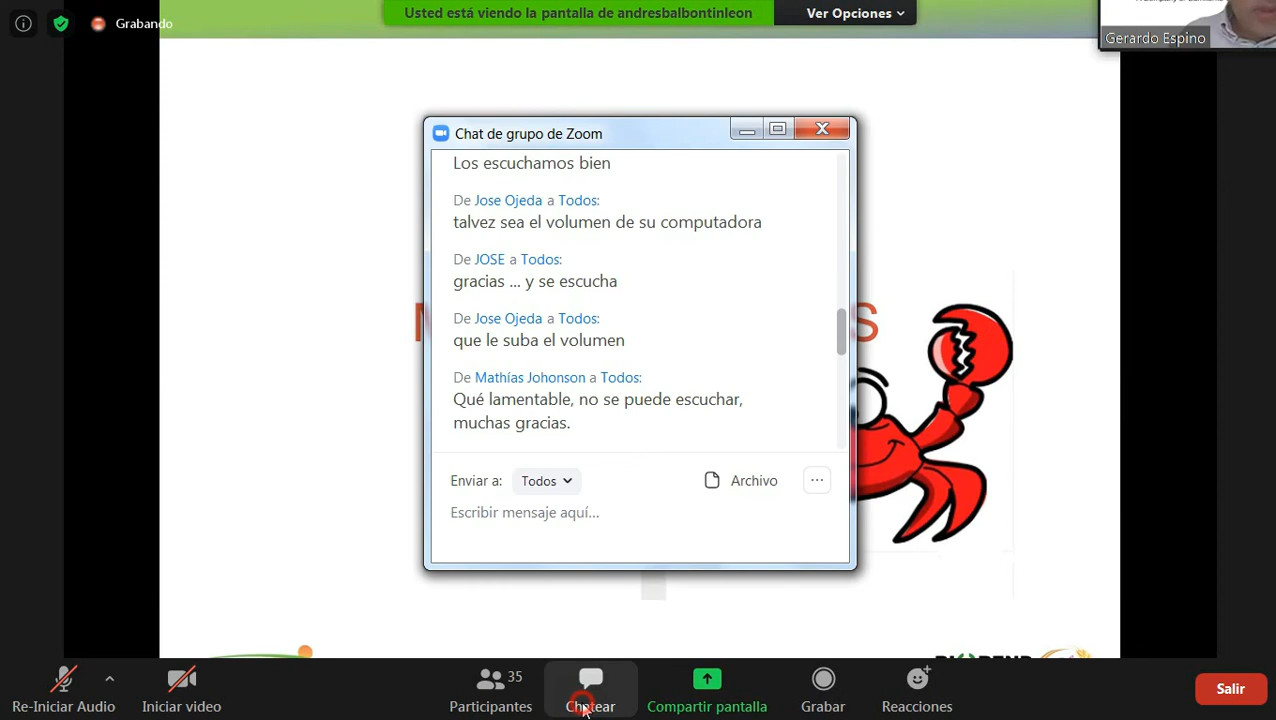 Grabando
Usted está viendo la pantalla de andresbalbontinleon
Ver Opciones
Gerardo Espino
Chat de grupo de Zoom
Los escuchamos bien
De Jose Ojeda a Todos:
talvez sea el volumen de su computadora
De JOSE a Todos:
gracias ... y se escucha
De Jose Ojeda a Todos:
que le suba el volumen
De Mathías Johonson a Todos:
Qué lamentable, no se puede escuchar,
muchas gracias.
Enviar a: Todos
Archivo
Escribir mensaje aquí...
Re-Iniciar Audio
Iniciar video
Participantes 35
Chatear
Compartir pantalla
Grabar
Reacciones
Salir